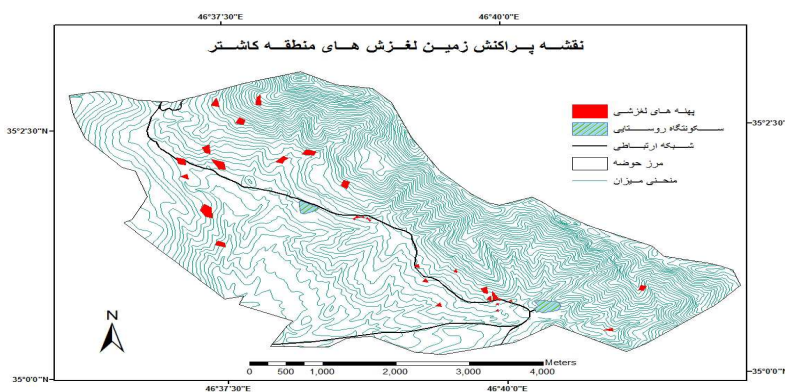 46°37'30"E 46°40'0"E
نقشه پراکنش زمین لغزش های منطقه کاشتر
35°2'30"N 35°2'30"N
پهنه های لغزشی
سکونتگاه روستایی
شبکه ارتباطی
مرز حوضه
منحنی میزان
N
Meters
0 500 1,000 2,000 3,000 4,000
35°0'0"N 35°0'0"N
46°37'30"E 46°40'0"E